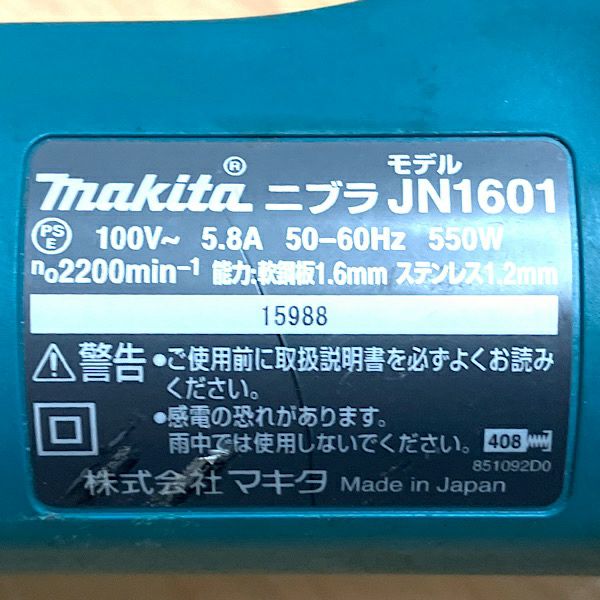 makita® ニブラ モデル JN1601
PS E 100V~ 5.8A 50-60Hz 550W
no2200min-1 能力:軟鋼板1.6mm ステンレス1.2mm
15988
警告 •ご使用前に取扱説明書を必ずよくお読み
ください。
•感電の恐れがあります。
雨中では使用しないでください。 408
851092D0
株式会社 マキタ Made in Japan